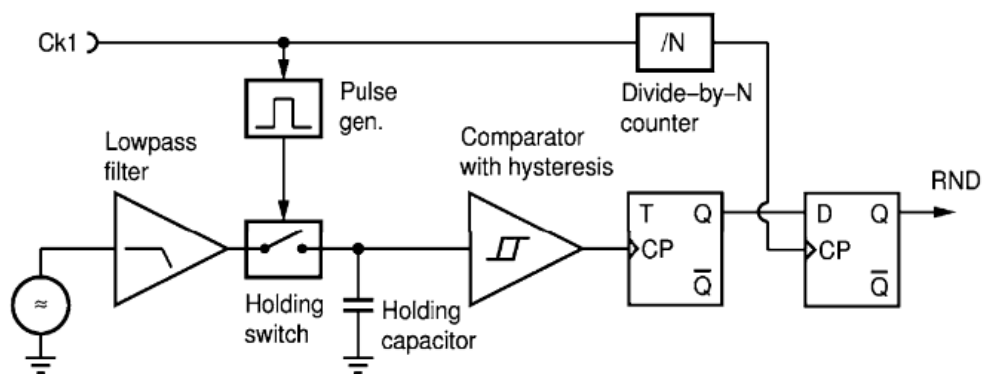 Ck1
/N
Divide-by-N
counter
Pulse
gen.
Lowpass
filter
Comparator
with hysteresis
RND
T Q
CP
Q̅
D Q
CP
Q̅
≈
Holding
switch
Holding
capacitor